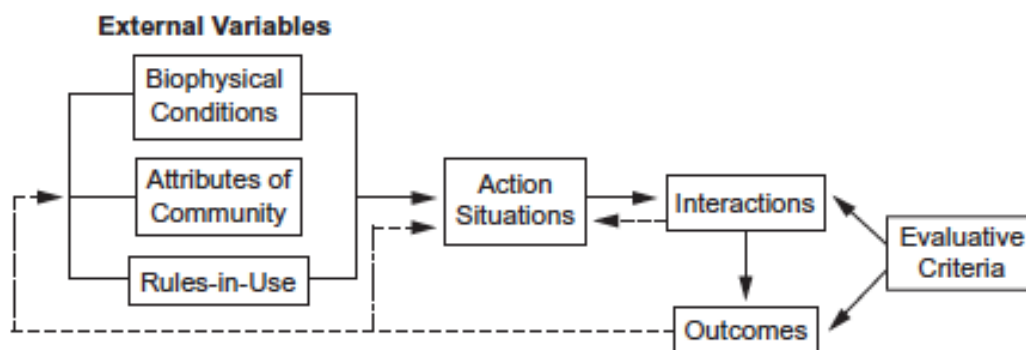 External Variables
Biophysical
Conditions
Attributes of
Community
Rules-in-Use
Action
Situations
Interactions
Outcomes
Evaluative
Criteria